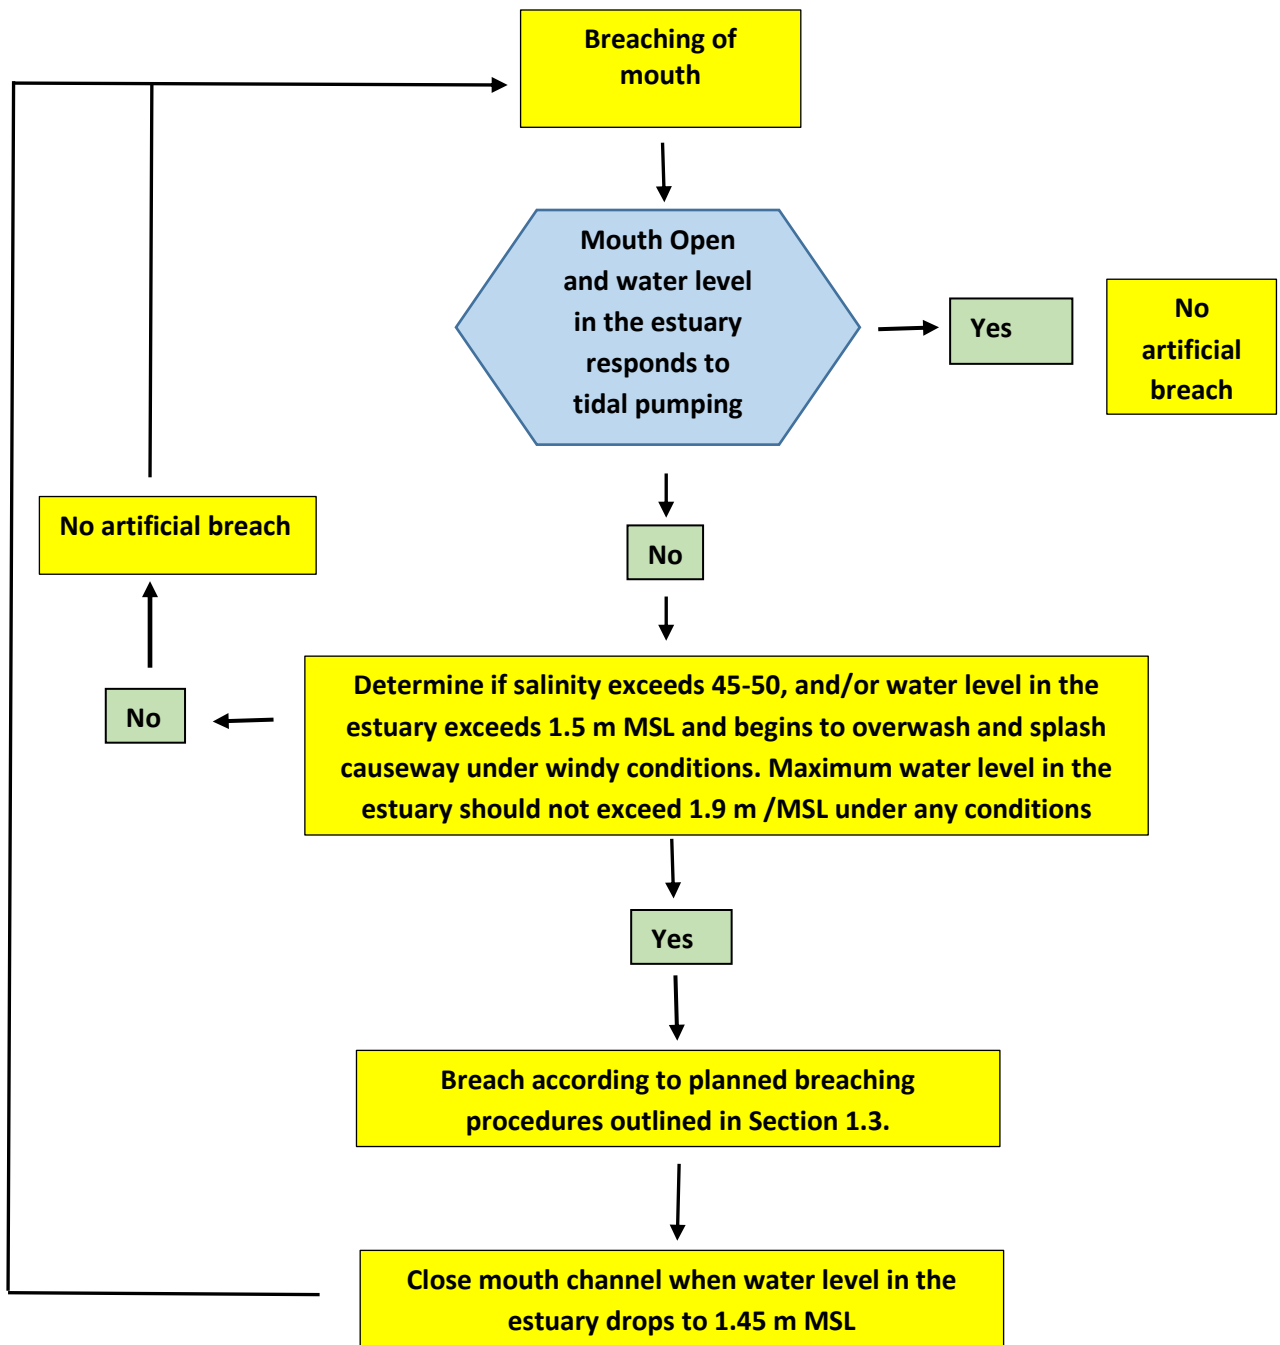 Breaching of
mouth
Mouth Open
and water level
in the estuary
responds to
tidal pumping
Yes
No
artificial
breach
No artificial breach
No
No
Determine if salinity exceeds 45-50, and/or water level in the
estuary exceeds 1.5 m MSL and begins to overwash and splash
causeway under windy conditions. Maximum water level in the
estuary should not exceed 1.9 m /MSL under any conditions
Yes
Breach according to planned breaching
procedures outlined in Section 1.3.
Close mouth channel when water level in the
estuary drops to 1.45 m MSL